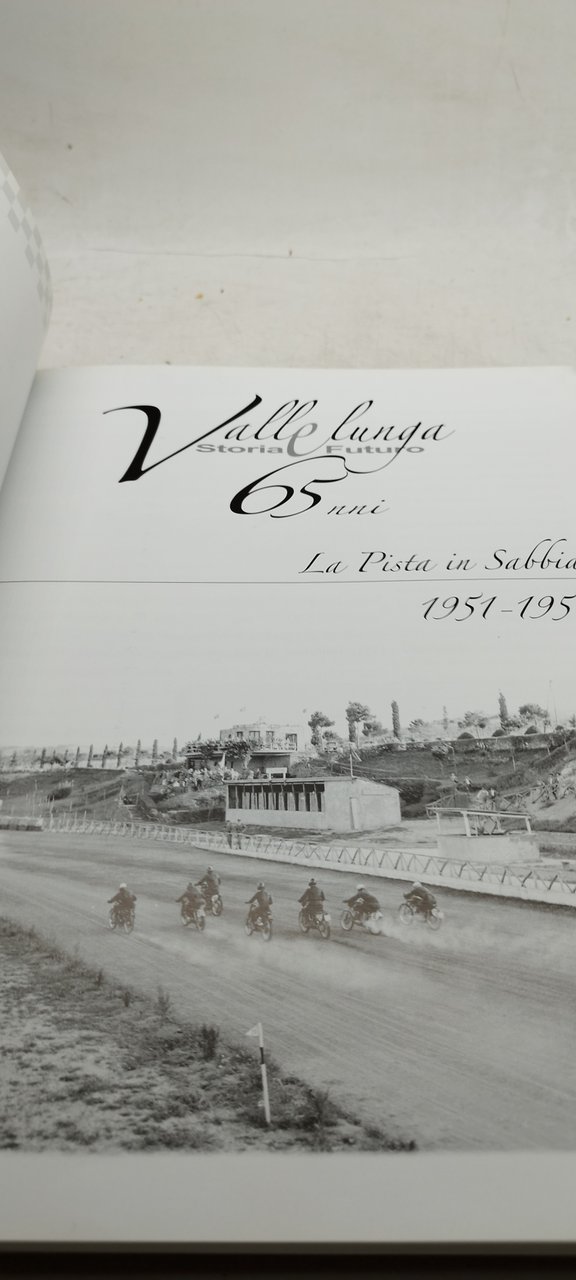 Vallelunga
Storia e Futuro
65nni
La Pista in Sabbia
1951-195